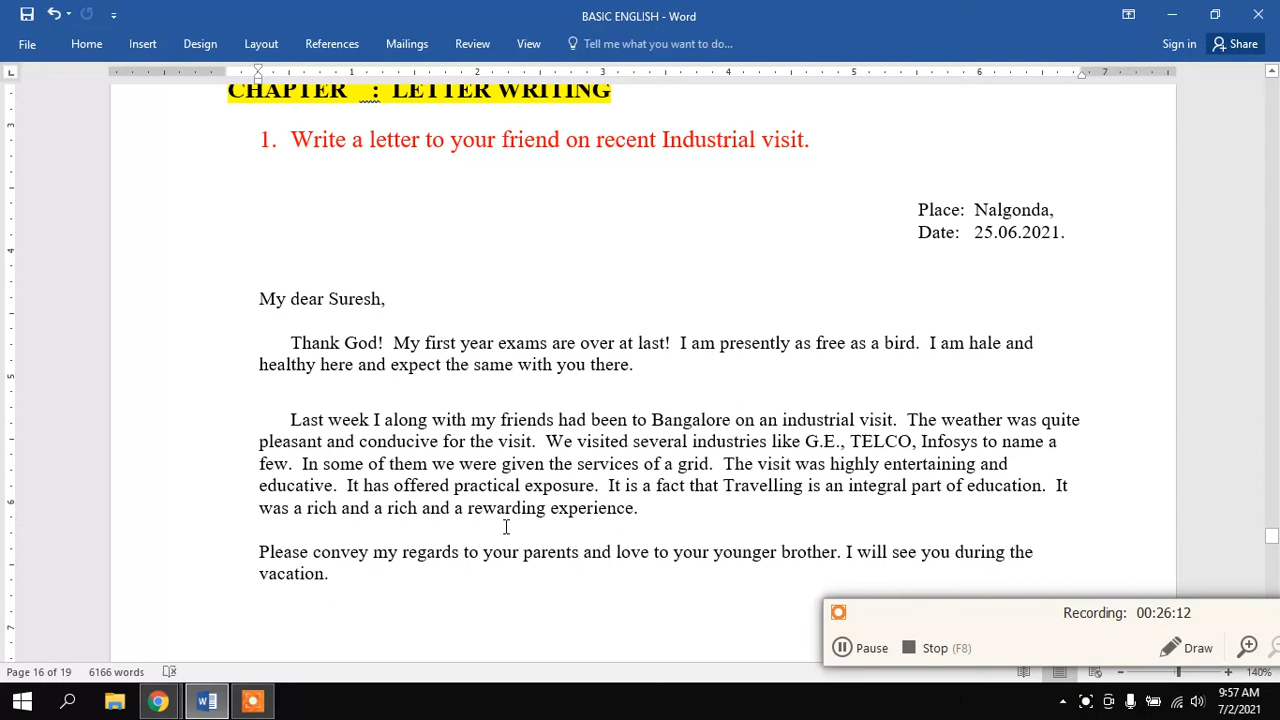 BASIC ENGLISH - Word
File Home Insert Design Layout References Mailings Review View Tell me what you want to do... Sign in Share
1 2 3 4 5 6 7
CHAPTER : LETTER WRITING
1. Write a letter to your friend on recent Industrial visit.
Place: Nalgonda,
Date: 25.06.2021.
My dear Suresh,
Thank God! My first year exams are over at last! I am presently as free as a bird. I am hale and
healthy here and expect the same with you there.
Last week I along with my friends had been to Bangalore on an industrial visit. The weather was quite
pleasant and conducive for the visit. We visited several industries like G.E., TELCO, Infosys to name a
few. In some of them we were given the services of a grid. The visit was highly entertaining and
educative. It has offered practical exposure. It is a fact that Travelling is an integral part of education. It
was a rich and a rich and a rewarding experience.
Please convey my regards to your parents and love to your younger brother. I will see you during the
vacation.
Recording: 00:26:12
Pause Stop (F8) Draw
Page 16 of 19 6166 words 140%
9:57 AM
7/2/2021